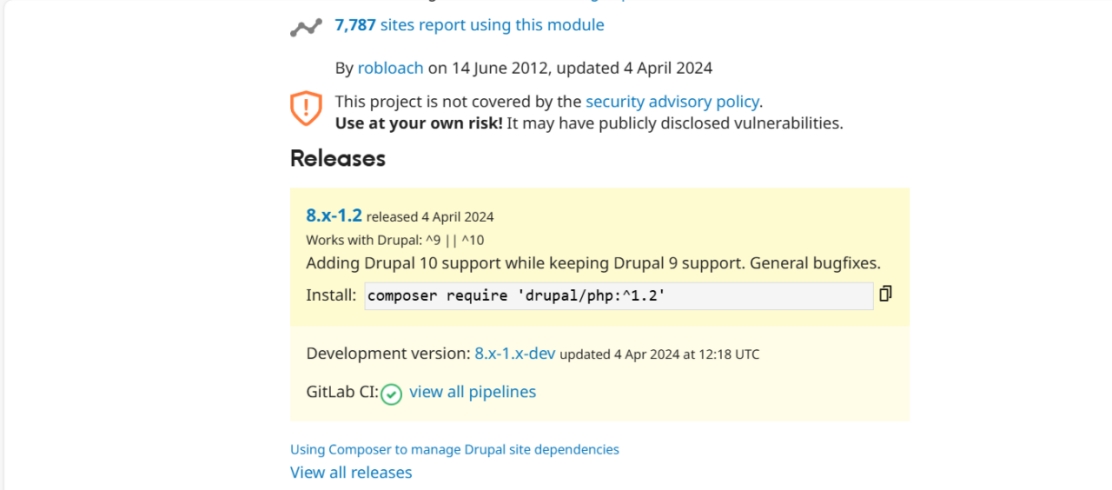 7,787 sites report using this module
By robloach on 14 June 2012, updated 4 April 2024
This project is not covered by the security advisory policy.
Use at your own risk! It may have publicly disclosed vulnerabilities.
Releases
8.x-1.2 released 4 April 2024
Works with Drupal: ^9 || ^10
Adding Drupal 10 support while keeping Drupal 9 support. General bugfixes.
Install: composer require 'drupal/php:^1.2'
Development version: 8.x-1.x-dev updated 4 Apr 2024 at 12:18 UTC
GitLab CI: view all pipelines
Using Composer to manage Drupal site dependencies
View all releases